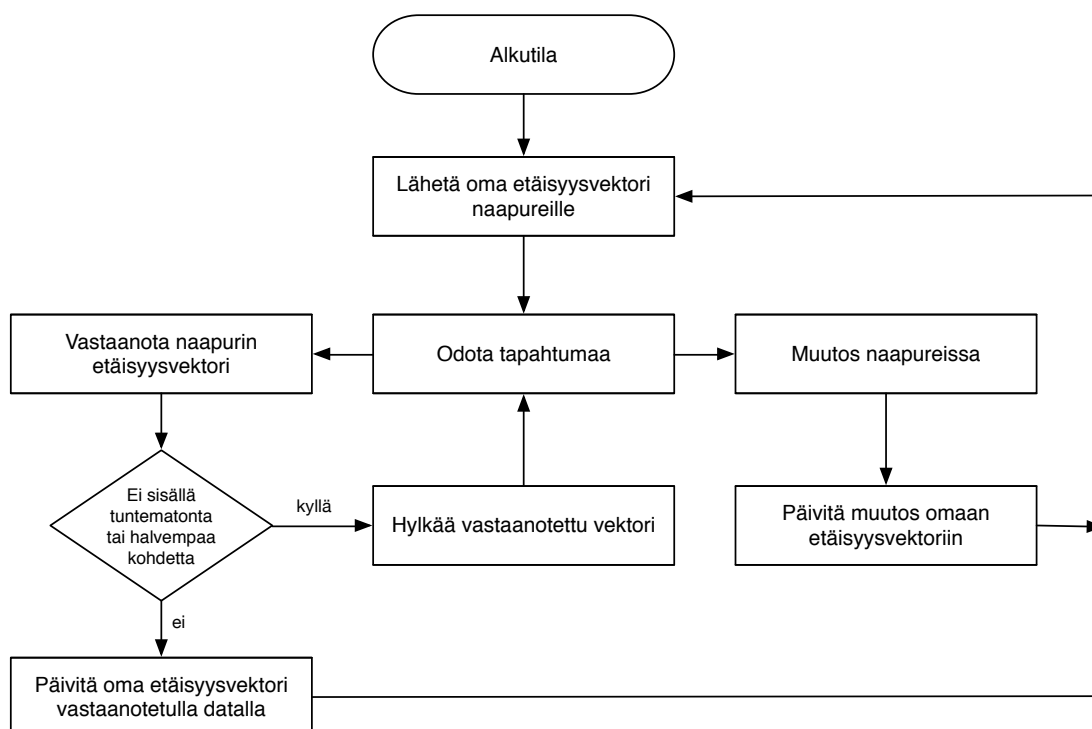 Alkutila
Lähetä oma etäisyysvektori
naapureille
Vastaanota naapurin
etäisyysvektori
Odota tapahtumaa
Muutos naapureissa
Ei sisällä
tuntematonta
tai halvempaa
kohdetta
kyllä
Hylkää vastaanotettu vektori
Päivitä muutos omaan
etäisyysvektoriin
ei
Päivitä oma etäisyysvektori
vastaanotetulla datalla